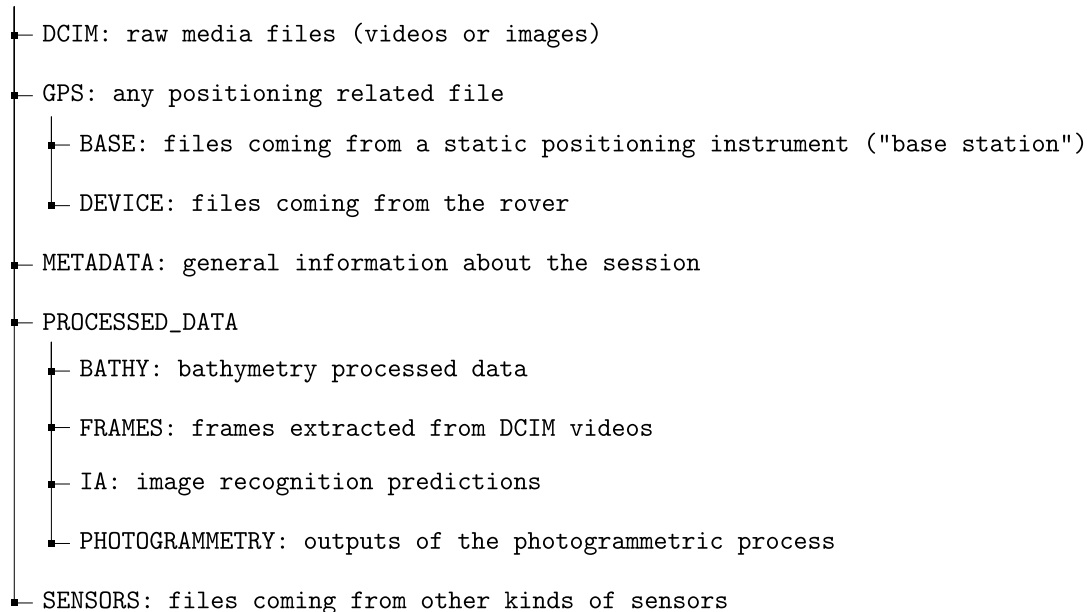 DCIM: raw media files (videos or images)
GPS: any positioning related file
BASE: files coming from a static positioning instrument ("base station")
DEVICE: files coming from the rover
METADATA: general information about the session
PROCESSED_DATA
BATHY: bathymetry processed data
FRAMES: frames extracted from DCIM videos
IA: image recognition predictions
PHOTOGRAMMETRY: outputs of the photogrammetric process
SENSORS: files coming from other kinds of sensors